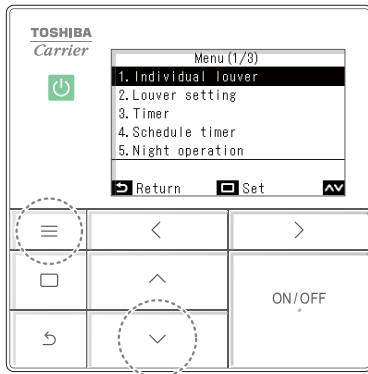 TOSHIBA
Carrier
Menu (1/3)
1. Individual louver
2. Louver setting
3. Timer
4. Schedule timer
5. Night operation
Return Set
ON/OFF